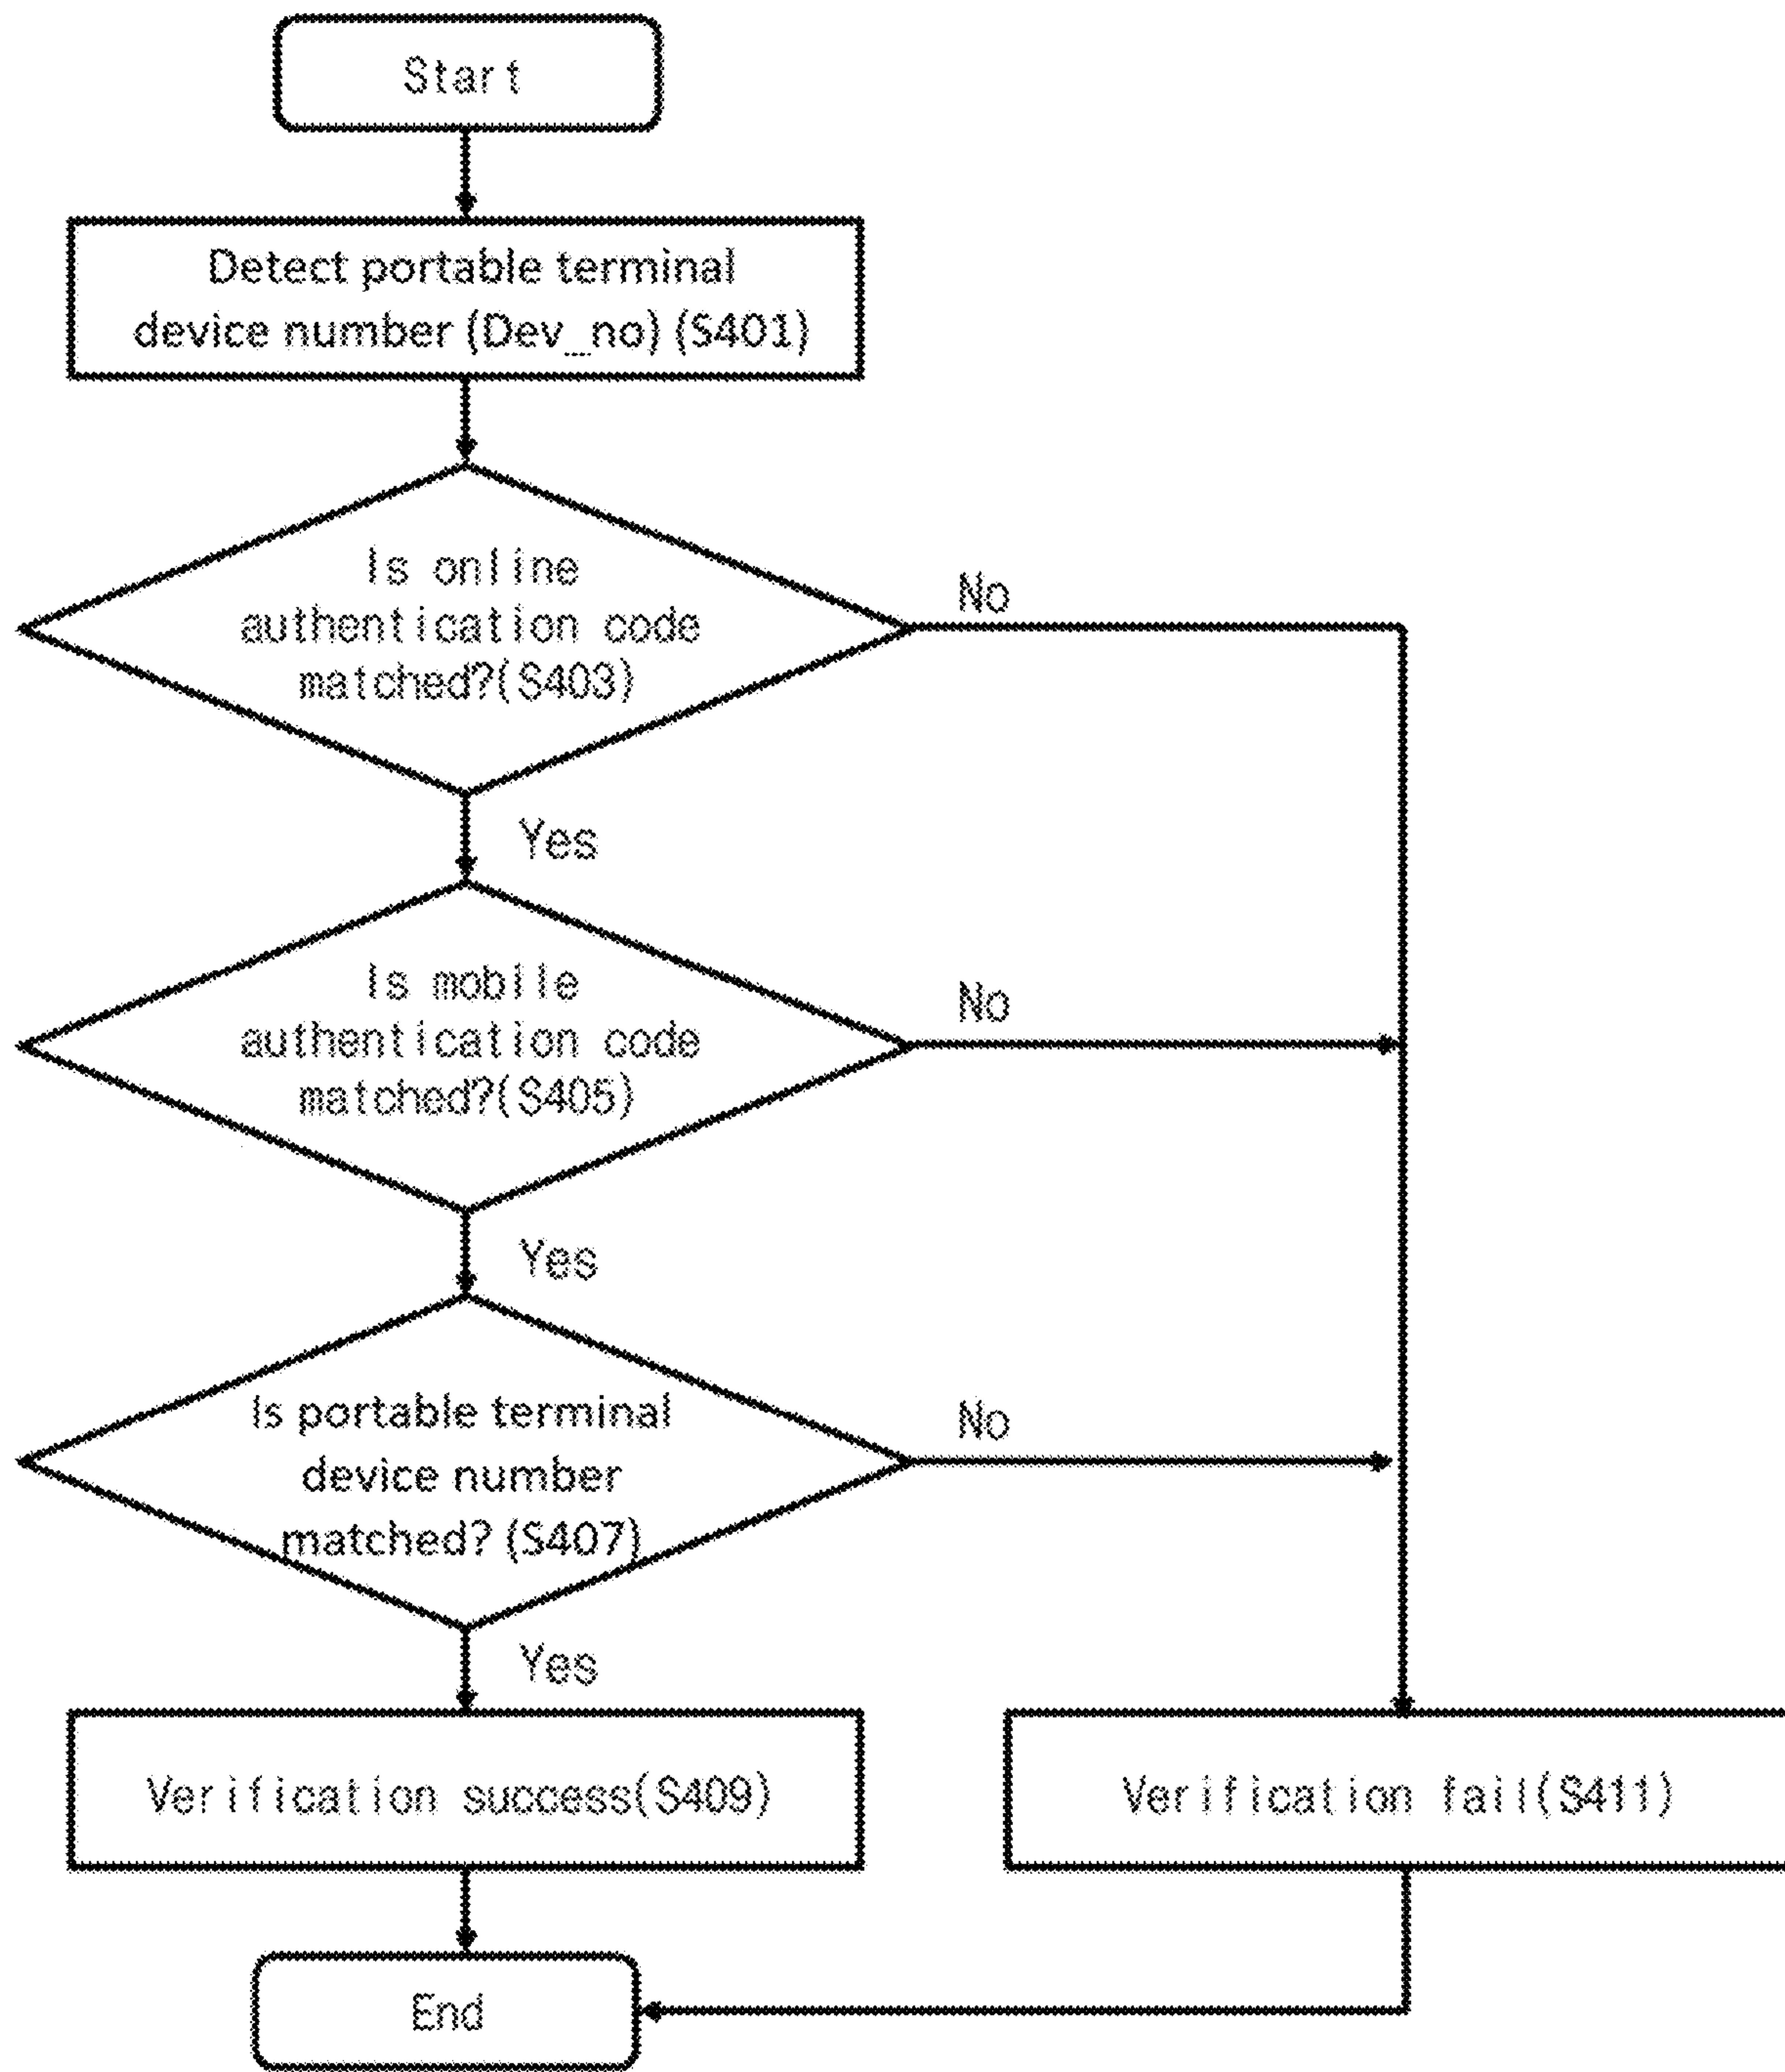 Start
Detect portable terminal
device number (Dev_no) (S401)
Is online
authentication code
matched?(S403)
No
Yes
Is mobile
authentication code
matched?(S405)
No
Yes
Is portable terminal
device number
matched? (S407)
No
Yes
Verification success(S409)
Verification fail(S411)
End